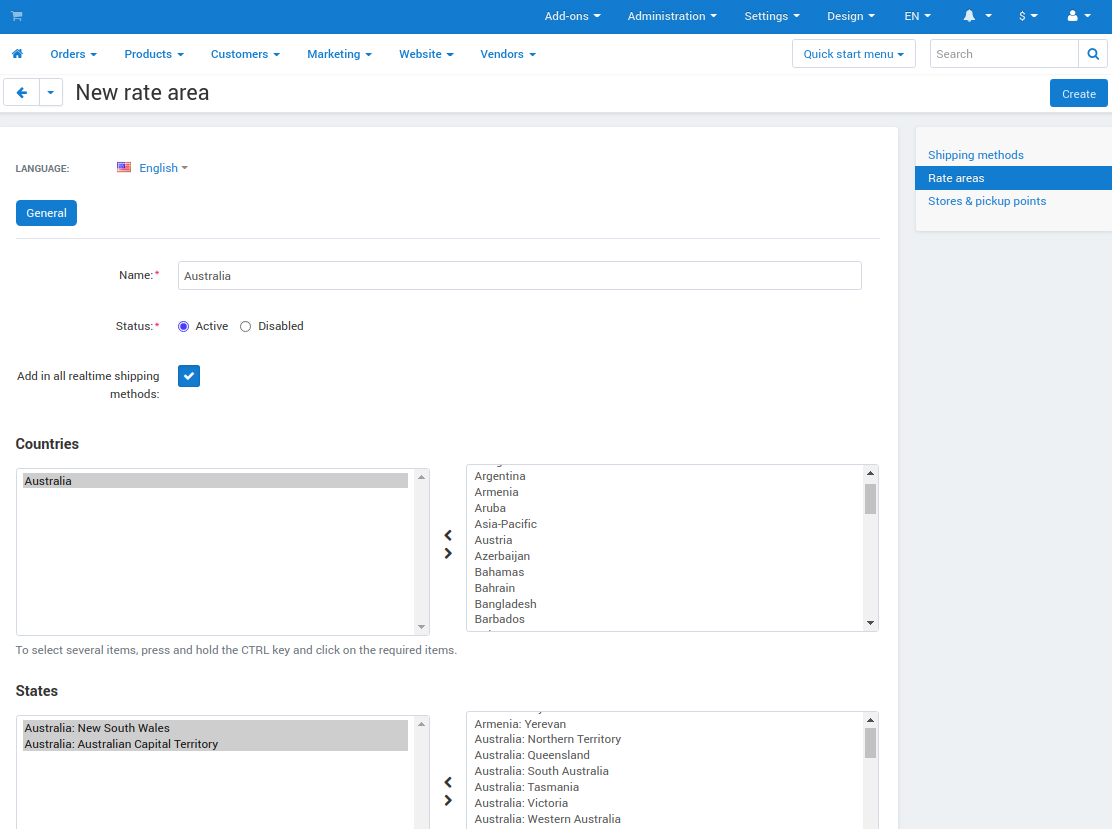 Add-ons Administration Settings Design EN $
Orders Products Customers Marketing Website Vendors Quick start menu Search
New rate area Create
LANGUAGE: English
General
Name:* Australia
Status:* Active Disabled
Add in all realtime shipping
methods:
Countries
Australia
Argentina
Armenia
Aruba
Asia-Pacific
Austria
Azerbaijan
Bahamas
Bahrain
Bangladesh
Barbados
To select several items, press and hold the CTRL key and click on the required items.
States
Australia: New South Wales
Australia: Australian Capital Territory
Armenia: Yerevan
Australia: Northern Territory
Australia: Queensland
Australia: South Australia
Australia: Tasmania
Australia: Victoria
Australia: Western Australia
Shipping methods
Rate areas
Stores & pickup points